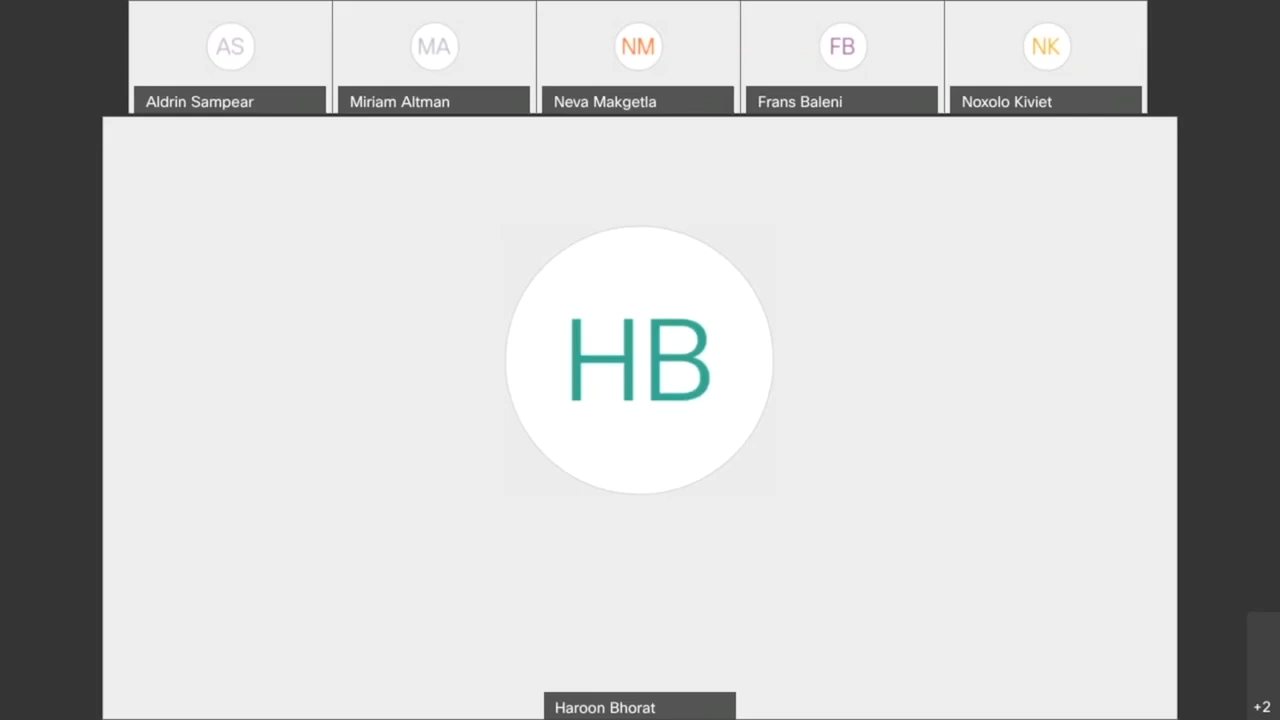 AS
MA
NM
FB
NK
Aldrin Sampear
Miriam Altman
Neva Makgetla
Frans Baleni
Noxolo Kiviet
HB
Haroon Bhorat
+2